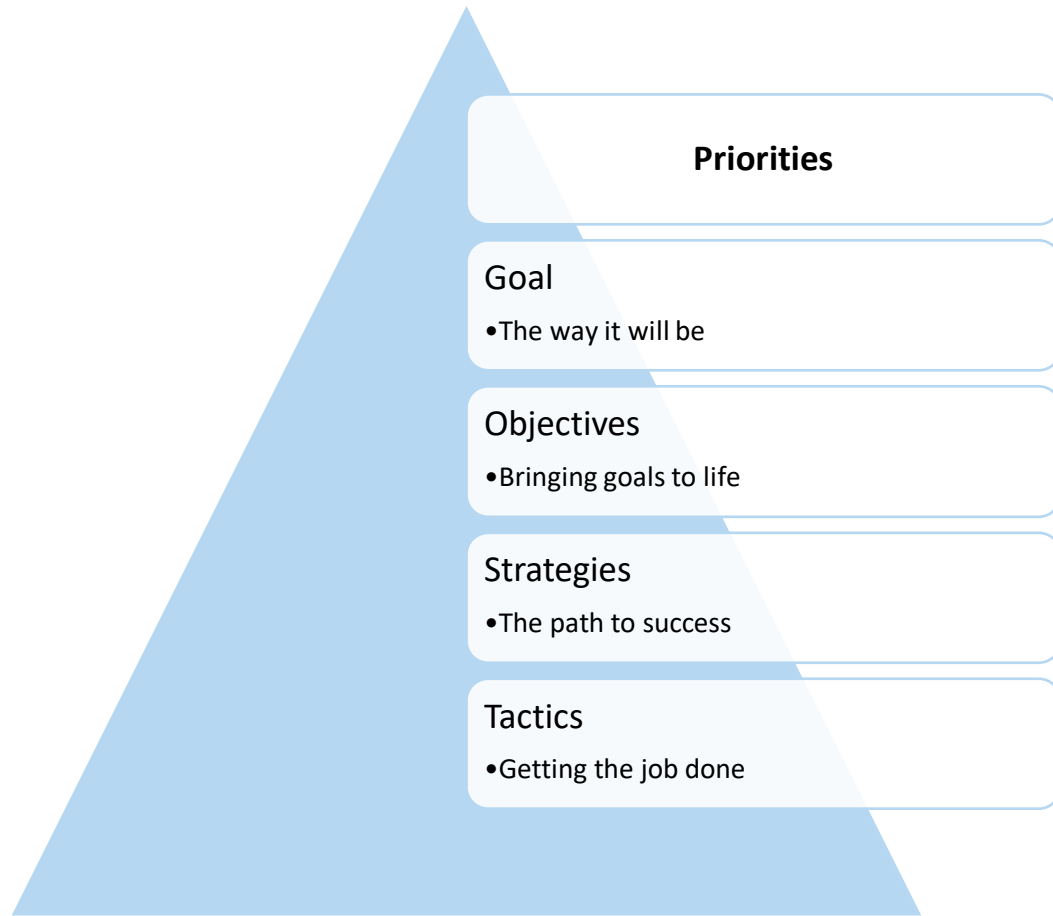 Priorities
Goal
•The way it will be
Objectives
•Bringing goals to life
Strategies
•The path to success
Tactics
•Getting the job done